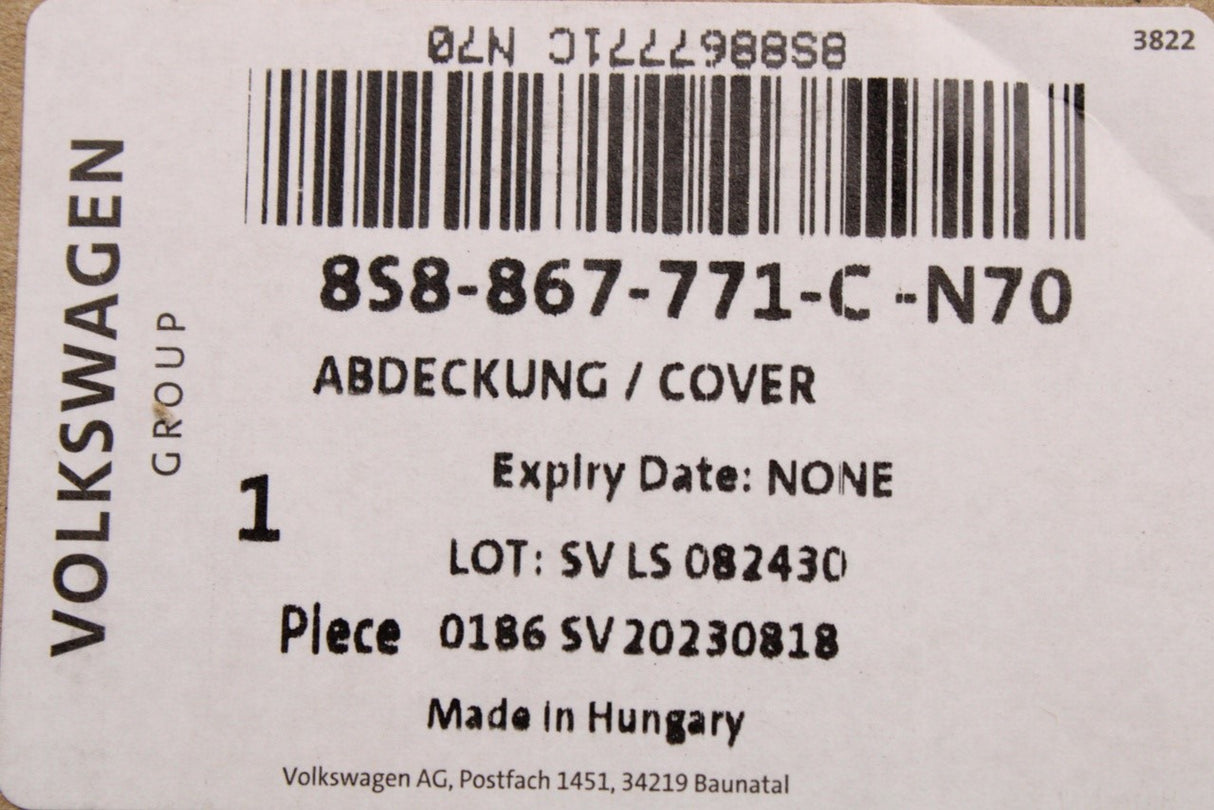 8S8867771C N70
3822
8S8-867-771-C -N70
ABDECKUNG / COVER
Expiry Date: NONE
1
LOT: SV LS 082430
Piece 0186 SV 20230818
Made in Hungary
Volkswagen AG, Postfach 1451, 34219 Baunatal
VOLKSWAGEN
GROUP